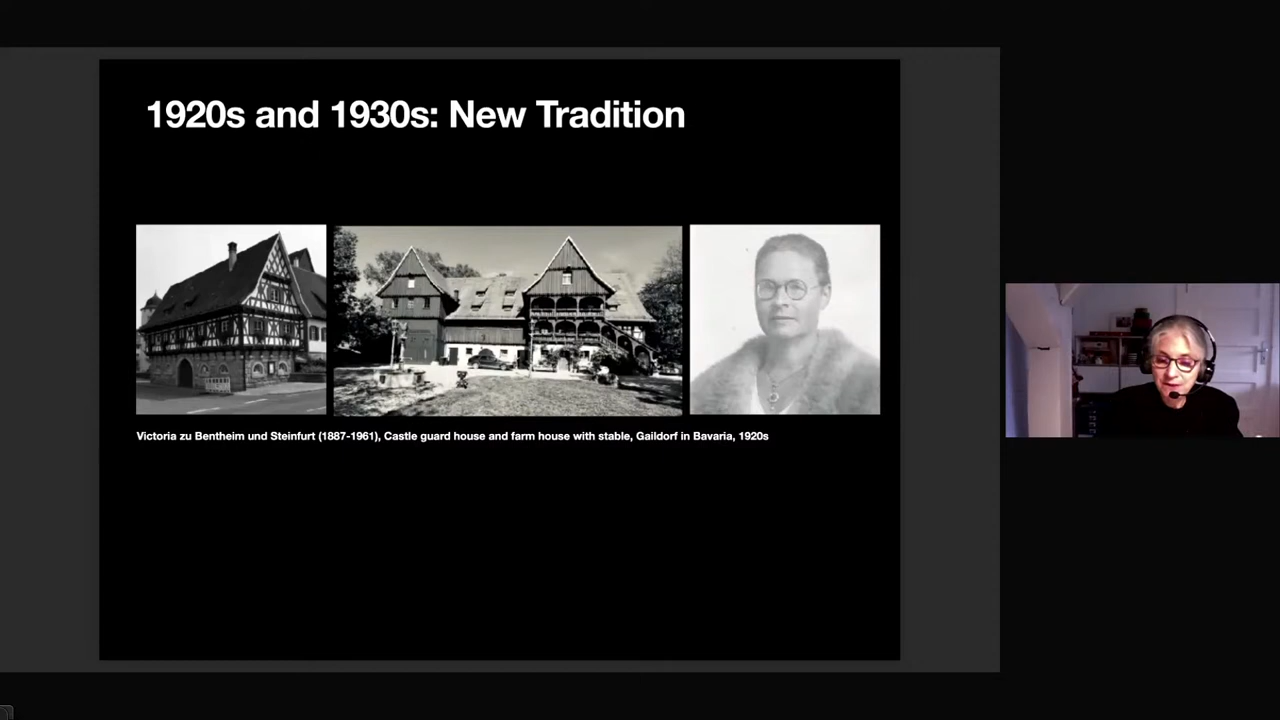 1920s and 1930s: New Tradition
Victoria zu Bentheim und Steinfurt (1887-1961), Castle guard house and farm house with stable, Gaildorf in Bavaria, 1920s